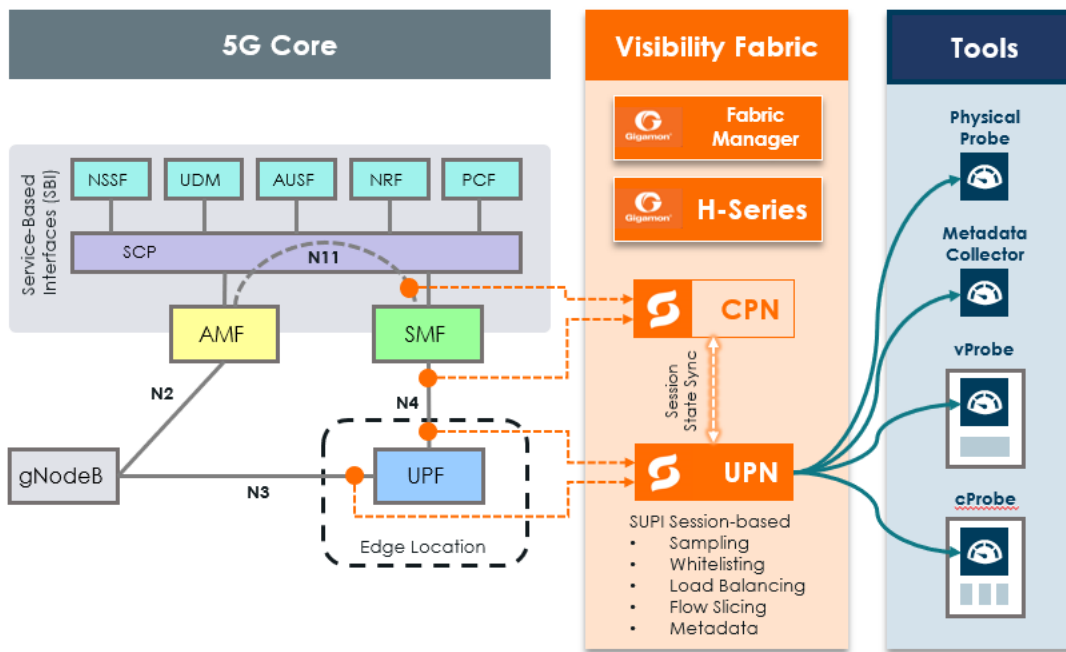 5G Core
Visibility Fabric
Tools
Gigamon®
Fabric
Manager
Gigamon®
H-Series
Physical
Probe
Metadata
Collector
vProbe
cProbe
Service-Based
Interfaces (SBI)
NSSF
UDM
AUSF
NRF
PCF
SCP
N11
AMF
SMF
CPN
N2
N4
Session
State Sync
gNodeB
N3
UPF
UPN
Edge Location
SUPI Session-based
• Sampling
• Whitelisting
• Load Balancing
• Flow Slicing
• Metadata